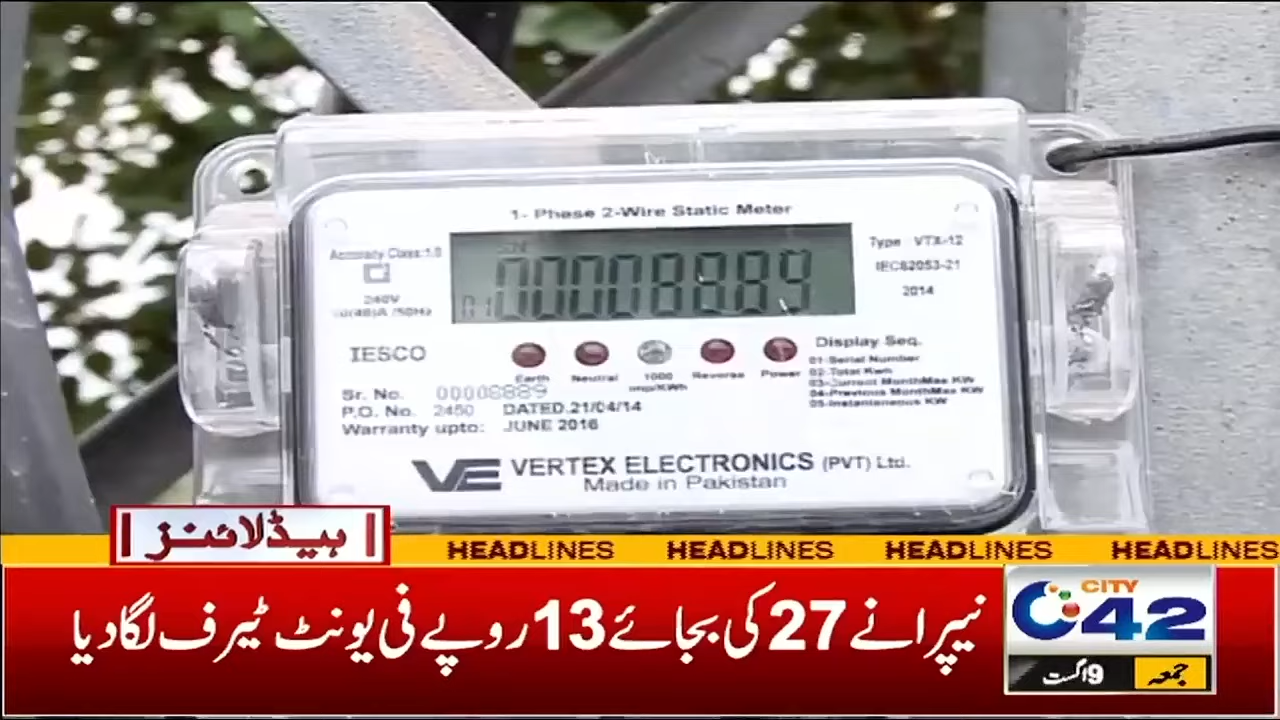 1- Phase 2-Wire Static Meter
Accuracy Class:1.0
240V
10(40)A /50Hz
01 00008889
Type VTX-12
IEC62053-21
2014
IESCO
Earth Neutral 1000 imp/KWh Reverse Power
Display Seq.
01-Serial Number
02-Total Kwh
03-Current MonthMax KW
04-Previous MonthMax KW
05-Instantaneous KW
Sr. No. 00008889
P.O. No. 2450 DATED.21/04/14
Warranty upto: JUNE 2016
VE VERTEX ELECTRONICS (PVT) Ltd.
Made in Pakistan
ہیڈلائنز
HEADLINES HEADLINES HEADLINES HEADLINES
نیپرا نے 27 کی بجائے 13 روپے فی یونٹ ٹیرف لگادیا
CITY
42
جمعہ 9 اگست